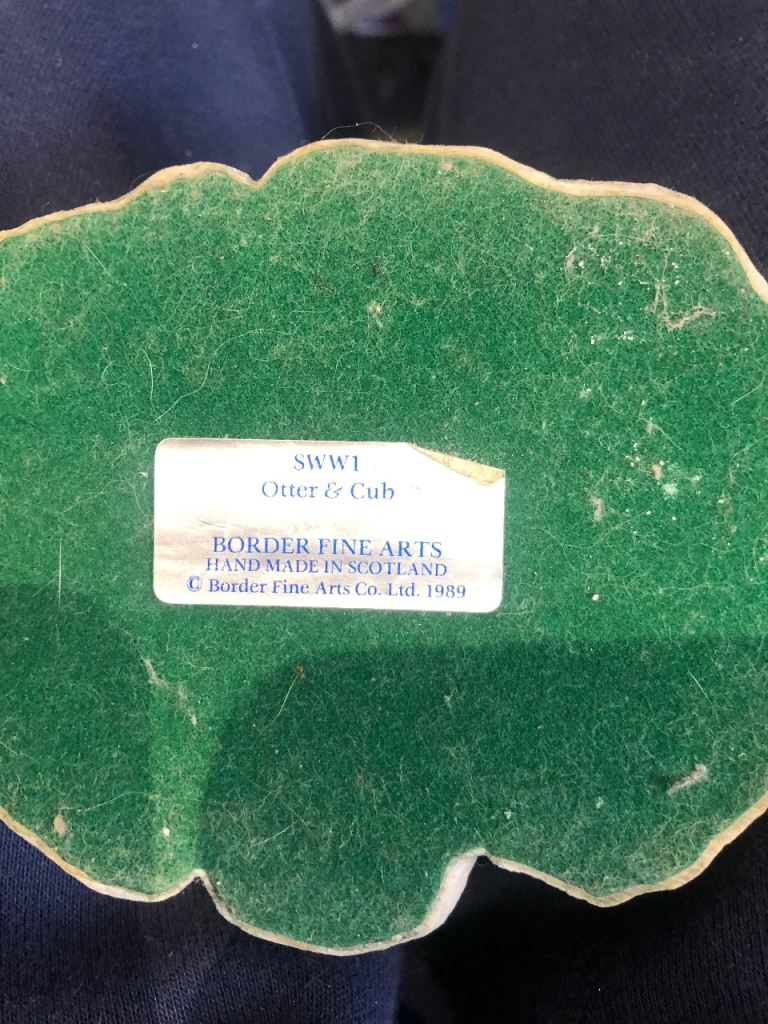 SWW1
Otter & Cub
BORDER FINE ARTS
HAND MADE IN SCOTLAND
© Border Fine Arts Co. Ltd. 1989